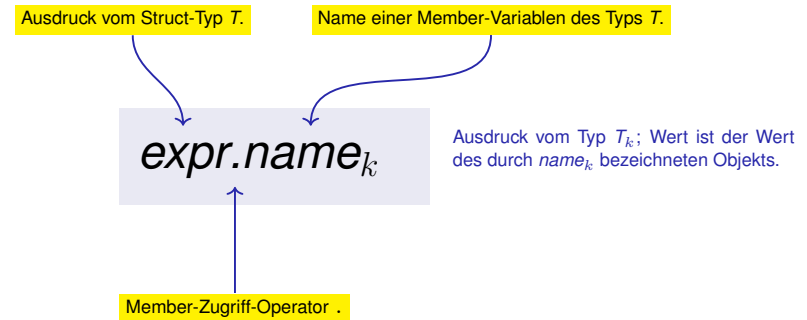 Ausdruck vom Struct-Typ T.
Name einer Member-Variablen des Typs T.
expr.nameₖ
Ausdruck vom Typ Tₖ; Wert ist der Wert
des durch nameₖ bezeichneten Objekts.
Member-Zugriff-Operator .